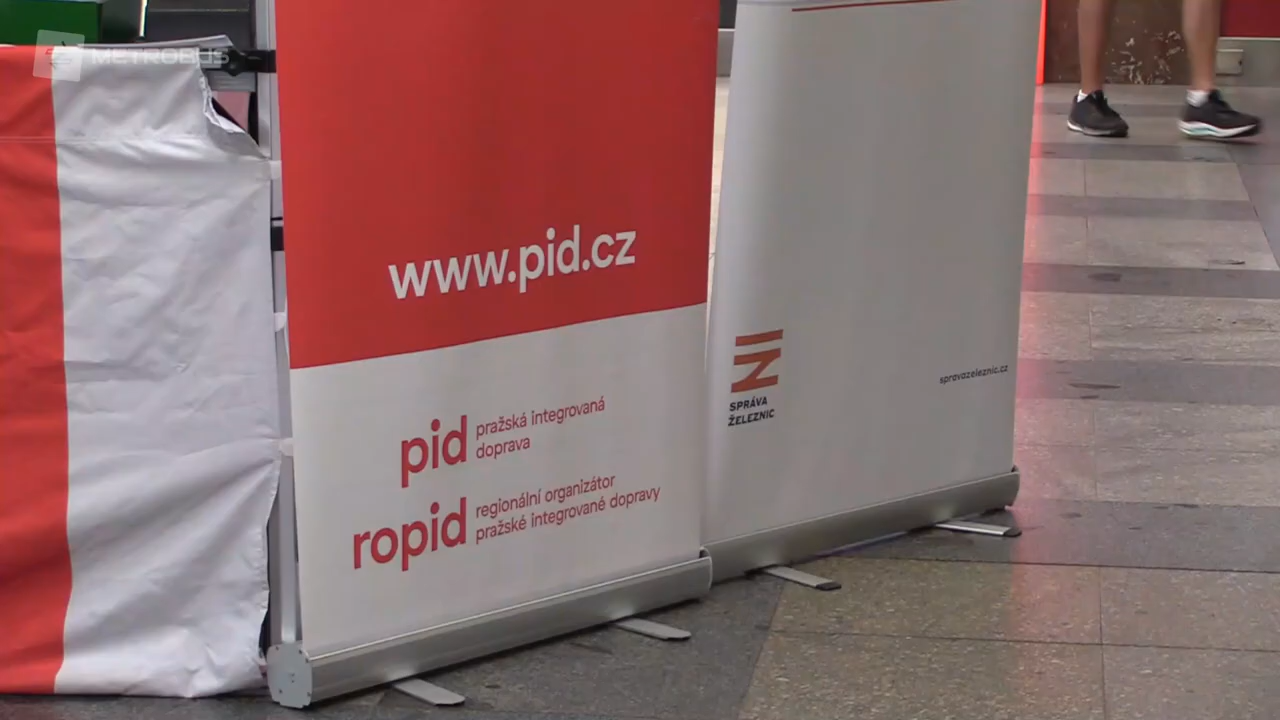 METROBUS
www.pid.cz
pid pražská integrovaná
doprava
ropid regionální organizátor
pražské integrované dopravy
SPRÁVA
ŽELEZNIC
spravazeleznic.cz